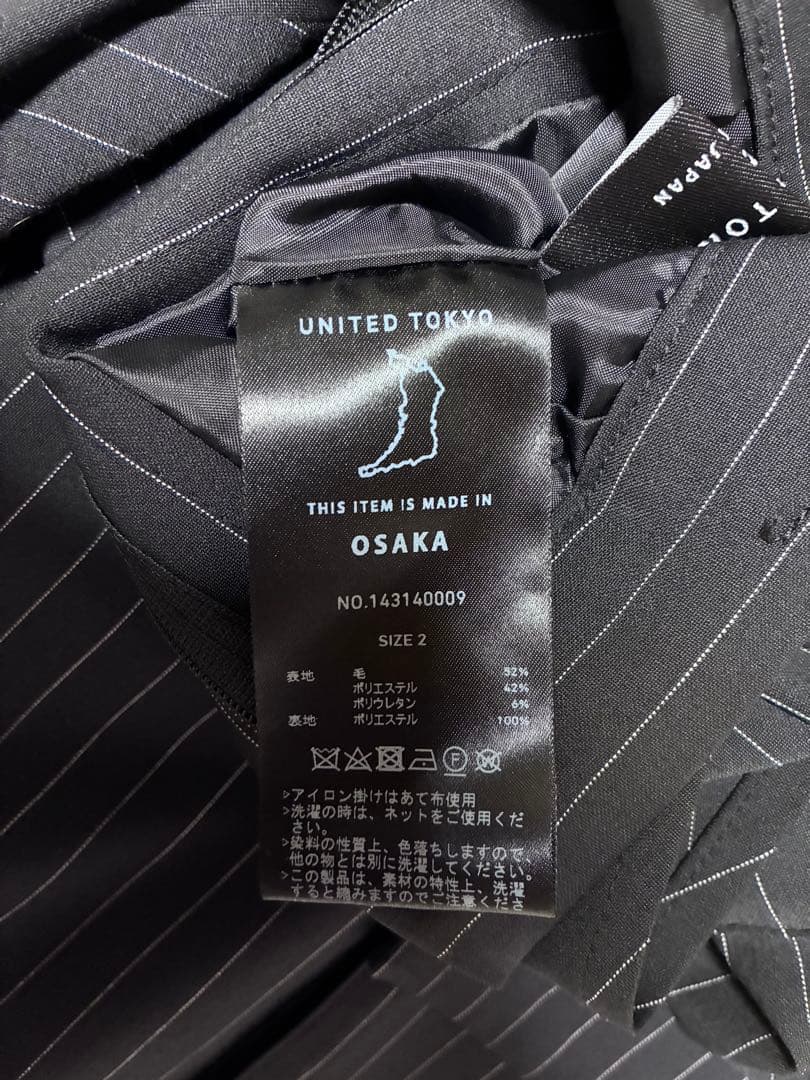 JAPAN
UNITED TOKYO
THIS ITEM IS MADE IN
OSAKA
NO.143140009
SIZE 2
表地 毛 52%
ポリエステル 42%
ポリウレタン 6%
裏地 ポリエステル 100%
>アイロン掛けはあて布使用
>洗濯の時は、ネットをご使用くだ
さい。
>染料の性質上、色落ちしますので、
他の物とは別に洗濯してください。
>この製品は、素材の特性上、洗濯
すると縮みますのでご注意くださ